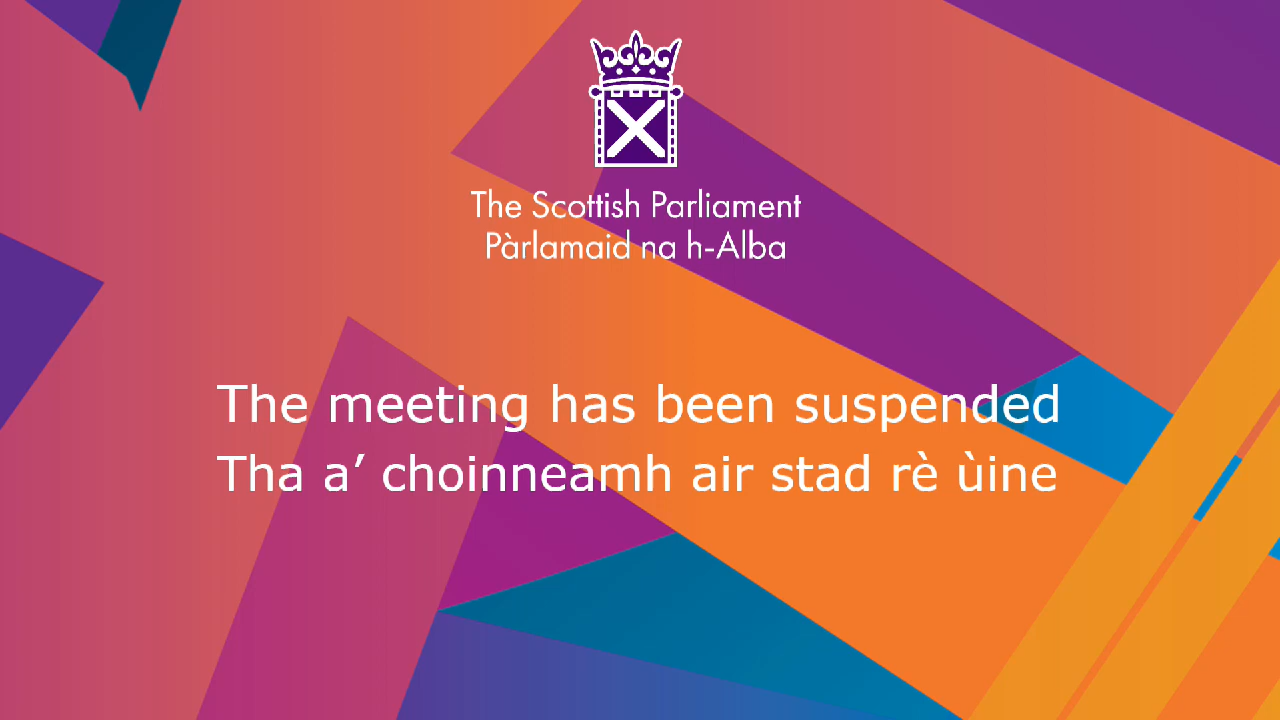 The Scottish Parliament
Pàrlamaid na h-Alba
The meeting has been suspended
Tha a’ choinneamh air stad rè ùine